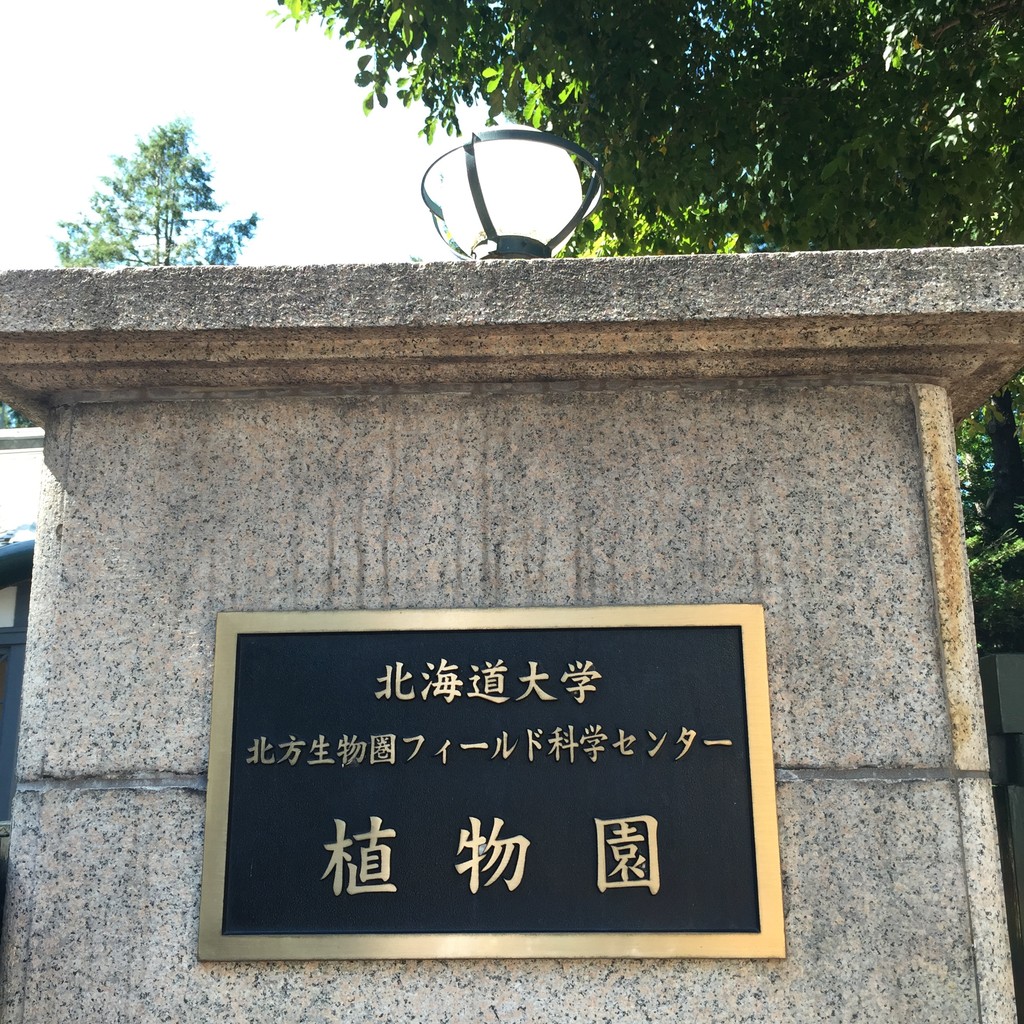 北海道大学
北方生物圏フィールド科学センター
植物園